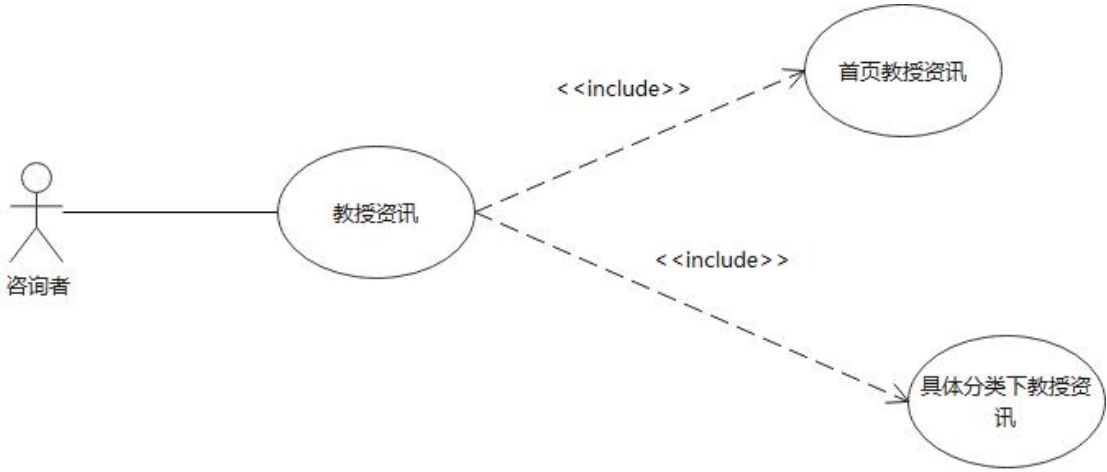 首页教授资讯
<<include>>
教授资讯
<<include>>
咨询者
具体分类下教授资
讯